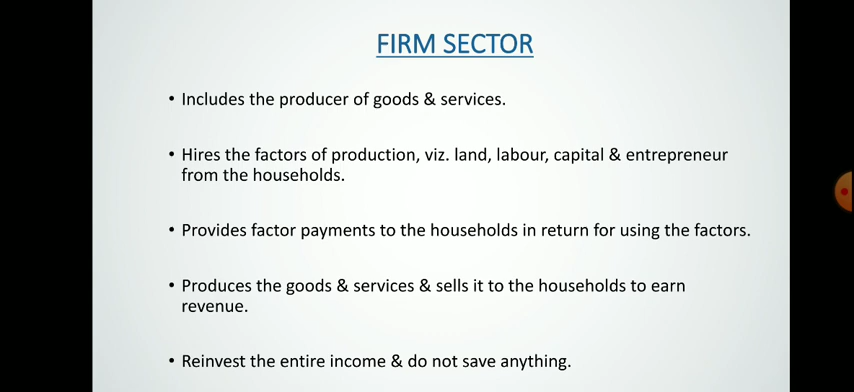 FIRM SECTOR
• Includes the producer of goods & services.
• Hires the factors of production, viz. land, labour, capital & entrepreneur
from the households.
• Provides factor payments to the households in return for using the factors.
• Produces the goods & services & sells it to the households to earn
revenue.
• Reinvest the entire income & do not save anything.